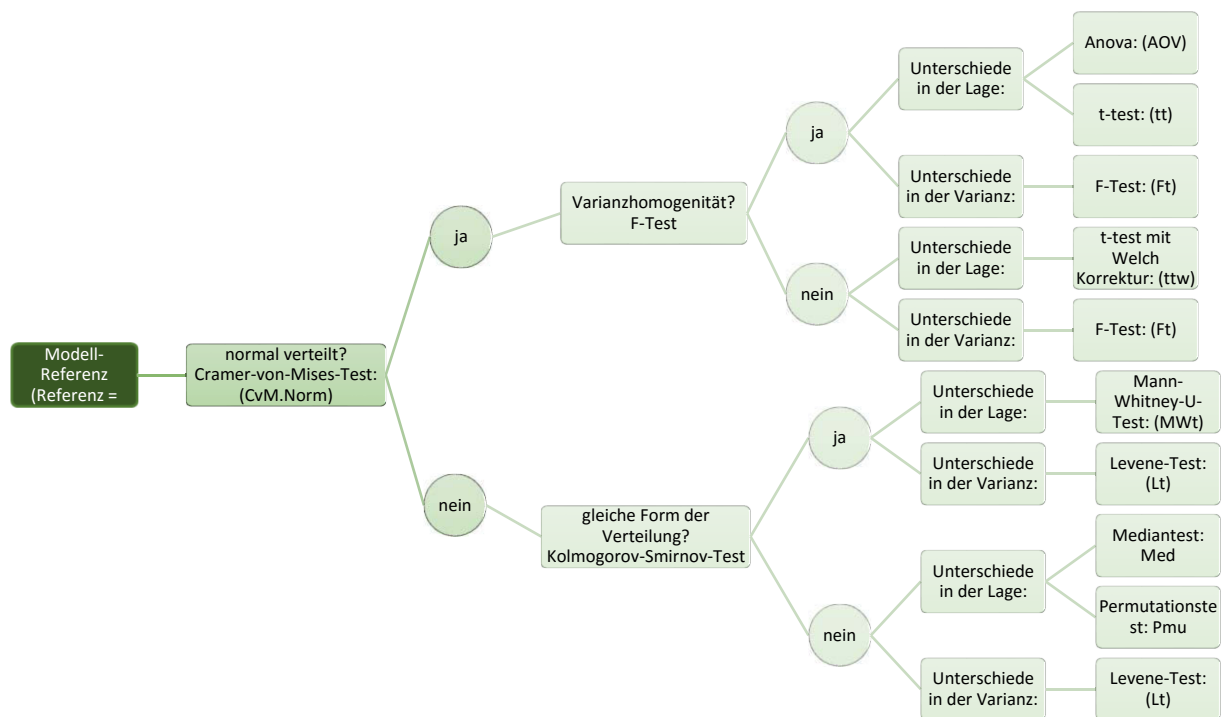 Modell-
Referenz
(Referenz =
normal verteilt?
Cramer-von-Mises-Test:
(CvM.Norm)
ja
Varianzhomogenität?
F-Test
ja
Unterschiede
in der Lage:
Anova: (AOV)
t-test: (tt)
Unterschiede
in der Varianz:
F-Test: (Ft)
nein
Unterschiede
in der Lage:
t-test mit
Welch
Korrektur: (ttw)
Unterschiede
in der Varianz:
F-Test: (Ft)
nein
gleiche Form der
Verteilung?
Kolmogorov-Smirnov-Test
ja
Unterschiede
in der Lage:
Mann-
Whitney-U-
Test: (MWt)
Unterschiede
in der Varianz:
Levene-Test:
(Lt)
nein
Unterschiede
in der Lage:
Mediantest:
Med
Permutationste
st: Pmu
Unterschiede
in der Varianz:
Levene-Test:
(Lt)